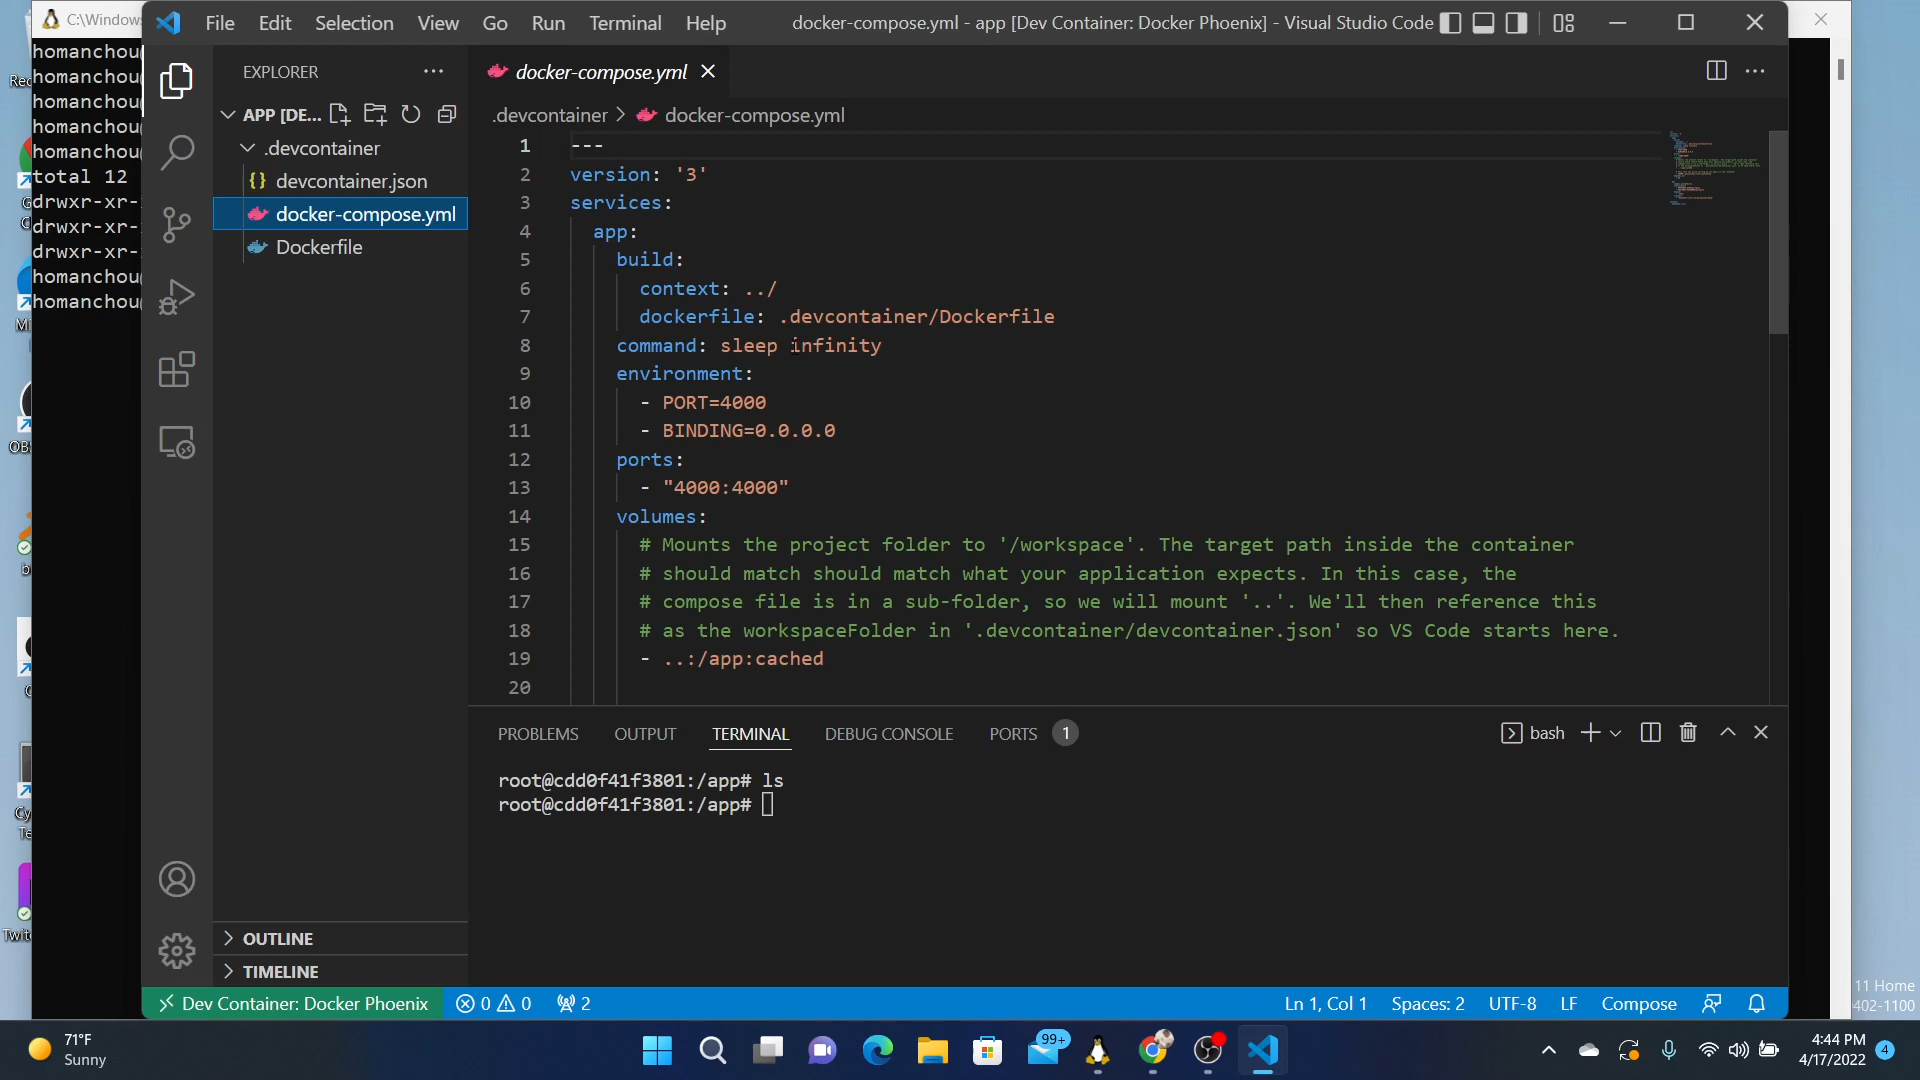 C:\Window
File Edit Selection View Go Run Terminal Help
docker-compose.yml - app [Dev Container: Docker Phoenix] - Visual Studio Code
homanchou
homanchou
homanchou
homanchou
homanchou
total 12
drwxr-xr-
drwxr-xr-
drwxr-xr-
homanchou
homanchou
EXPLORER
APP [DE...
.devcontainer
{} devcontainer.json
docker-compose.yml
Dockerfile
OUTLINE
TIMELINE
docker-compose.yml
.devcontainer > docker-compose.yml
1 ---
2 version: '3'
3 services:
4 app:
5 build:
6 context: ../
7 dockerfile: .devcontainer/Dockerfile
8 command: sleep infinity
9 environment:
10 - PORT=4000
11 - BINDING=0.0.0.0
12 ports:
13 - "4000:4000"
14 volumes:
15 # Mounts the project folder to '/workspace'. The target path inside the container
16 # should match should match what your application expects. In this case, the
17 # compose file is in a sub-folder, so we will mount '..'. We'll then reference this
18 # as the workspaceFolder in '.devcontainer/devcontainer.json' so VS Code starts here.
19 - ..:/app:cached
20
PROBLEMS OUTPUT TERMINAL DEBUG CONSOLE PORTS 1
bash
root@cdd0f41f3801:/app# ls
root@cdd0f41f3801:/app#
Dev Container: Docker Phoenix 0 0 2
Ln 1, Col 1 Spaces: 2 UTF-8 LF Compose
11 Home
402-1100
71°F
Sunny
99+
4:44 PM
4/17/2022
4